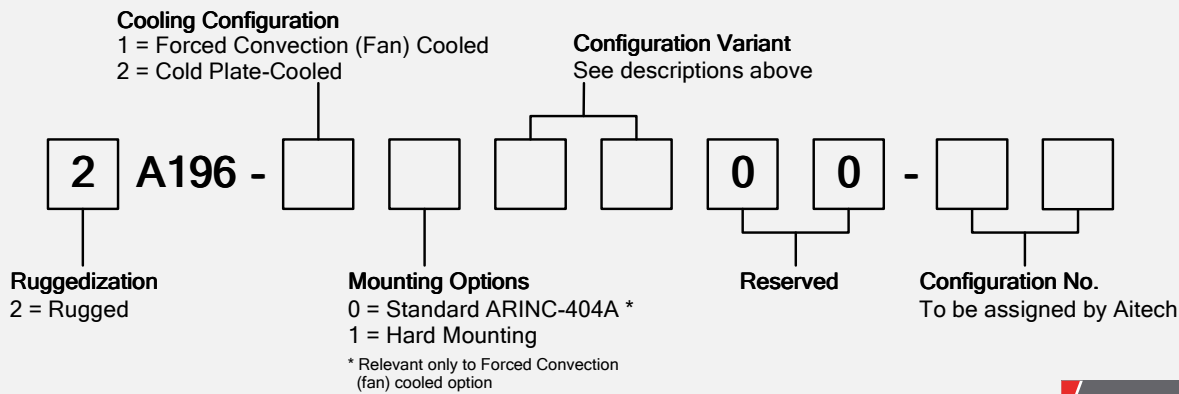 Cooling Configuration
1 = Forced Convection (Fan) Cooled
2 = Cold Plate-Cooled
Configuration Variant
See descriptions above
2 A196 - 0 0 -
Ruggedization
2 = Rugged
Mounting Options
0 = Standard ARINC-404A *
1 = Hard Mounting
* Relevant only to Forced Convection
(fan) cooled option
Reserved
Configuration No.
To be assigned by Aitech